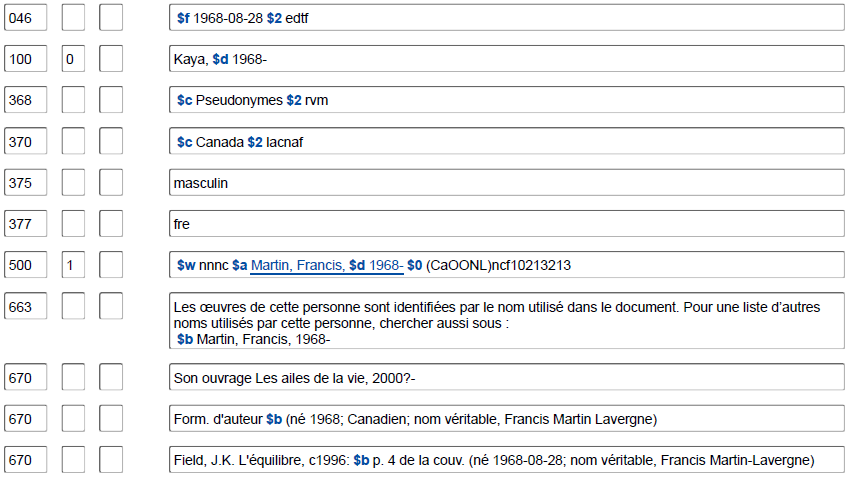 046 $f 1968-08-28 $2 edtf
100 0 Kaya, $d 1968-
368 $c Pseudonymes $2 rvm
370 $c Canada $2 lacnaf
375 masculin
377 fre
500 1 $w nnnc $a Martin, Francis, $d 1968- $0 (CaOONL)ncf10213213
663 Les œuvres de cette personne sont identifiées par le nom utilisé dans le document. Pour une liste d'autres
noms utilisés par cette personne, chercher aussi sous :
$b Martin, Francis, 1968-
670 Son ouvrage Les ailes de la vie, 2000?-
670 Form. d'auteur $b (né 1968; Canadien; nom véritable, Francis Martin Lavergne)
670 Field, J.K. L'équilibre, c1996: $b p. 4 de la couv. (né 1968-08-28; nom véritable, Francis Martin-Lavergne)